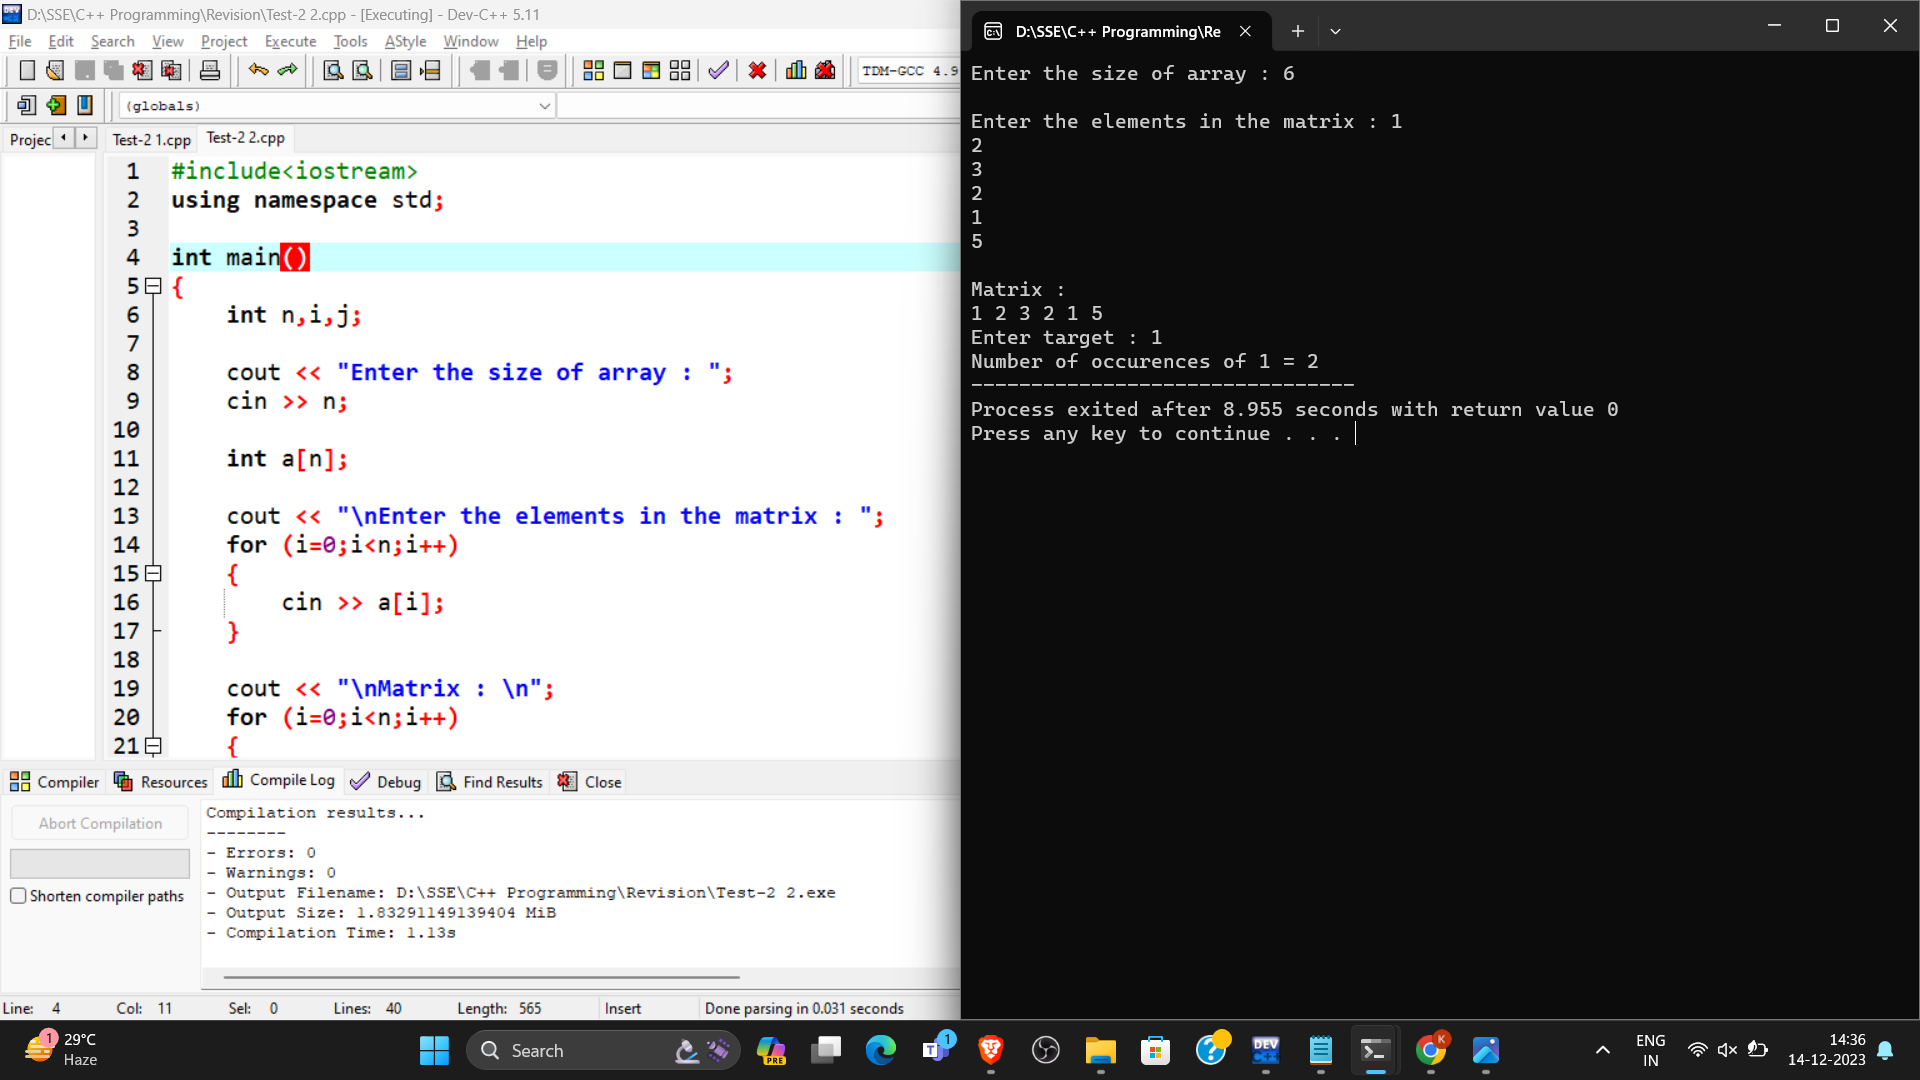 D:\SSE\C++ Programming\Revision\Test-2 2.cpp - [Executing] - Dev-C++ 5.11
File Edit Search View Project Execute Tools AStyle Window Help
TDM-GCC 4.9
(globals)
Projec Test-2 1.cpp Test-2 2.cpp
1 #include<iostream>
2 using namespace std;
3
4 int main()
5 {
6 int n,i,j;
7
8 cout << "Enter the size of array : ";
9 cin >> n;
10
11 int a[n];
12
13 cout << "\nEnter the elements in the matrix : ";
14 for (i=0;i<n;i++)
15 {
16 cin >> a[i];
17 }
18
19 cout << "\nMatrix : \n";
20 for (i=0;i<n;i++)
21 {
Compiler Resources Compile Log Debug Find Results Close
Abort Compilation
Shorten compiler paths
Compilation results...
--------
- Errors: 0
- Warnings: 0
- Output Filename: D:\SSE\C++ Programming\Revision\Test-2 2.exe
- Output Size: 1.83291149139404 MiB
- Compilation Time: 1.13s
Line: 4 Col: 11 Sel: 0 Lines: 40 Length: 565 Insert Done parsing in 0.031 seconds
D:\SSE\C++ Programming\Re
Enter the size of array : 6
Enter the elements in the matrix : 1
2
3
2
1
5
Matrix :
1 2 3 2 1 5
Enter target : 1
Number of occurences of 1 = 2
--------------------------------
Process exited after 8.955 seconds with return value 0
Press any key to continue . . .
1
29°C
Haze
Search
PRE
1
DEV
K
ENG
IN
14:36
14-12-2023